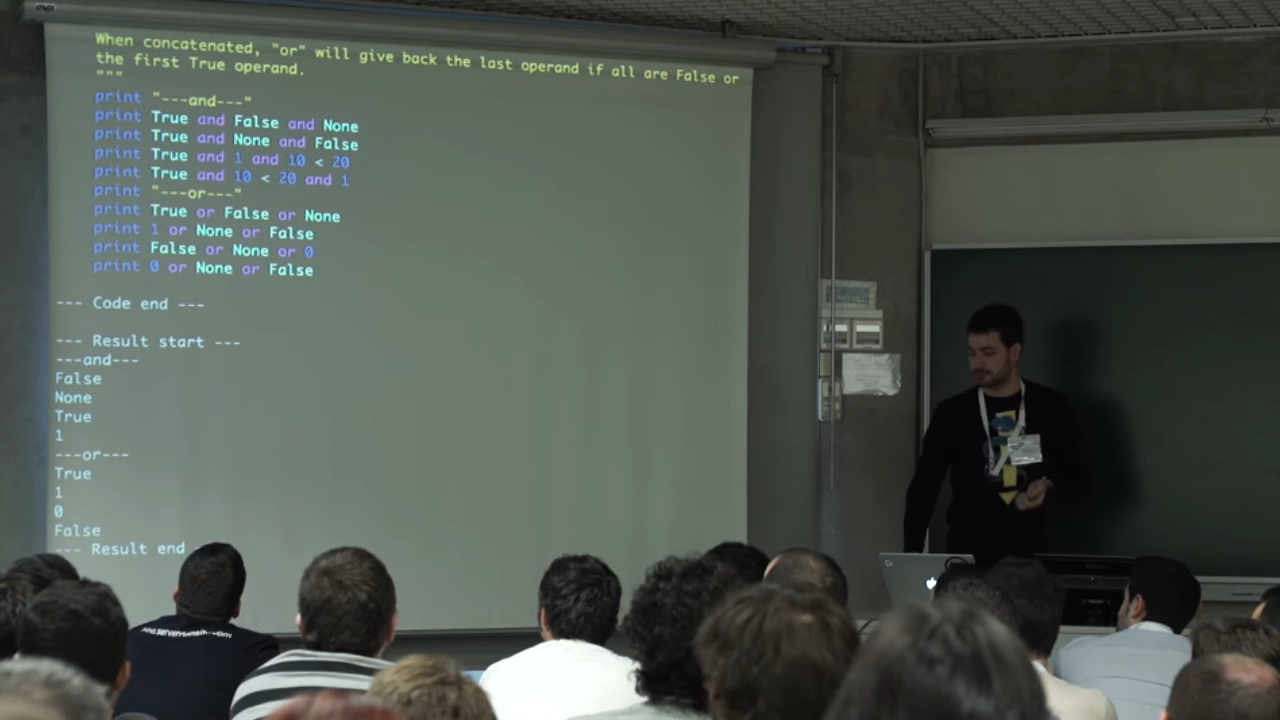 When concatenated, "or" will give back the last operand if all are False or
the first True operand.
"""
print "---and---"
print True and False and None
print True and None and False
print True and 1 and 10 < 20
print True and 10 < 20 and 1
print "---or---"
print True or False or None
print 1 or None or False
print False or None or 0
print 0 or None or False
--- Code end ---
--- Result start ---
---and---
False
None
True
1
---or---
True
1
0
False
--- Result end